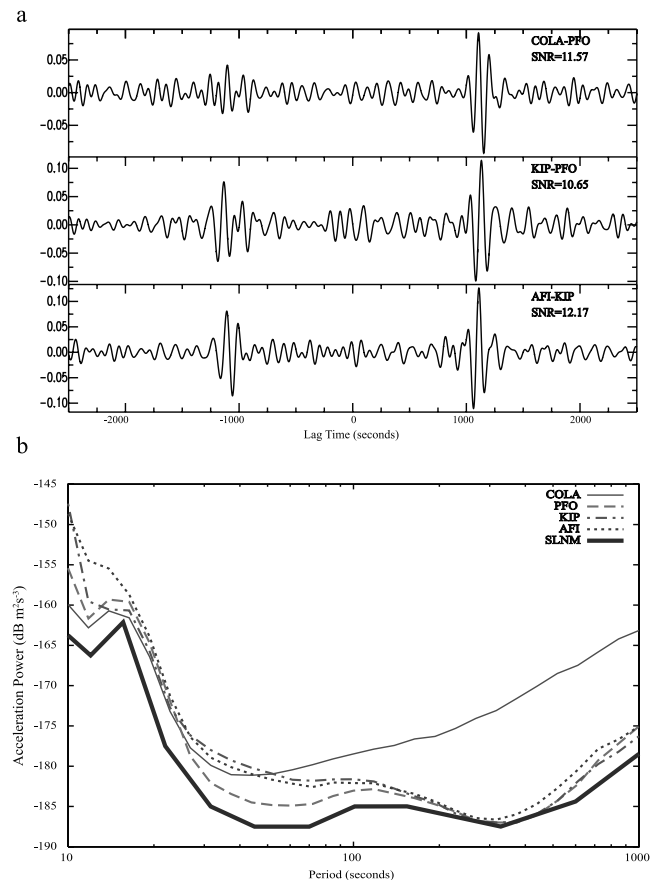 a
COLA-PFO
SNR=11.57
0.05
0.00
−0.05
KIP-PFO
SNR=10.65
0.10
0.05
0.00
−0.05
−0.10
AFI-KIP
SNR=12.17
0.10
0.05
0.00
−0.05
−0.10
-2000 -1000 0 1000 2000
Lag Time (seconds)
b
-145
-150
-155
-160
-165
-170
-175
-180
-185
-190
Acceleration Power (dB m²s⁻³)
COLA
PFO
KIP
AFI
SLNM
10 100 1000
Period (seconds)